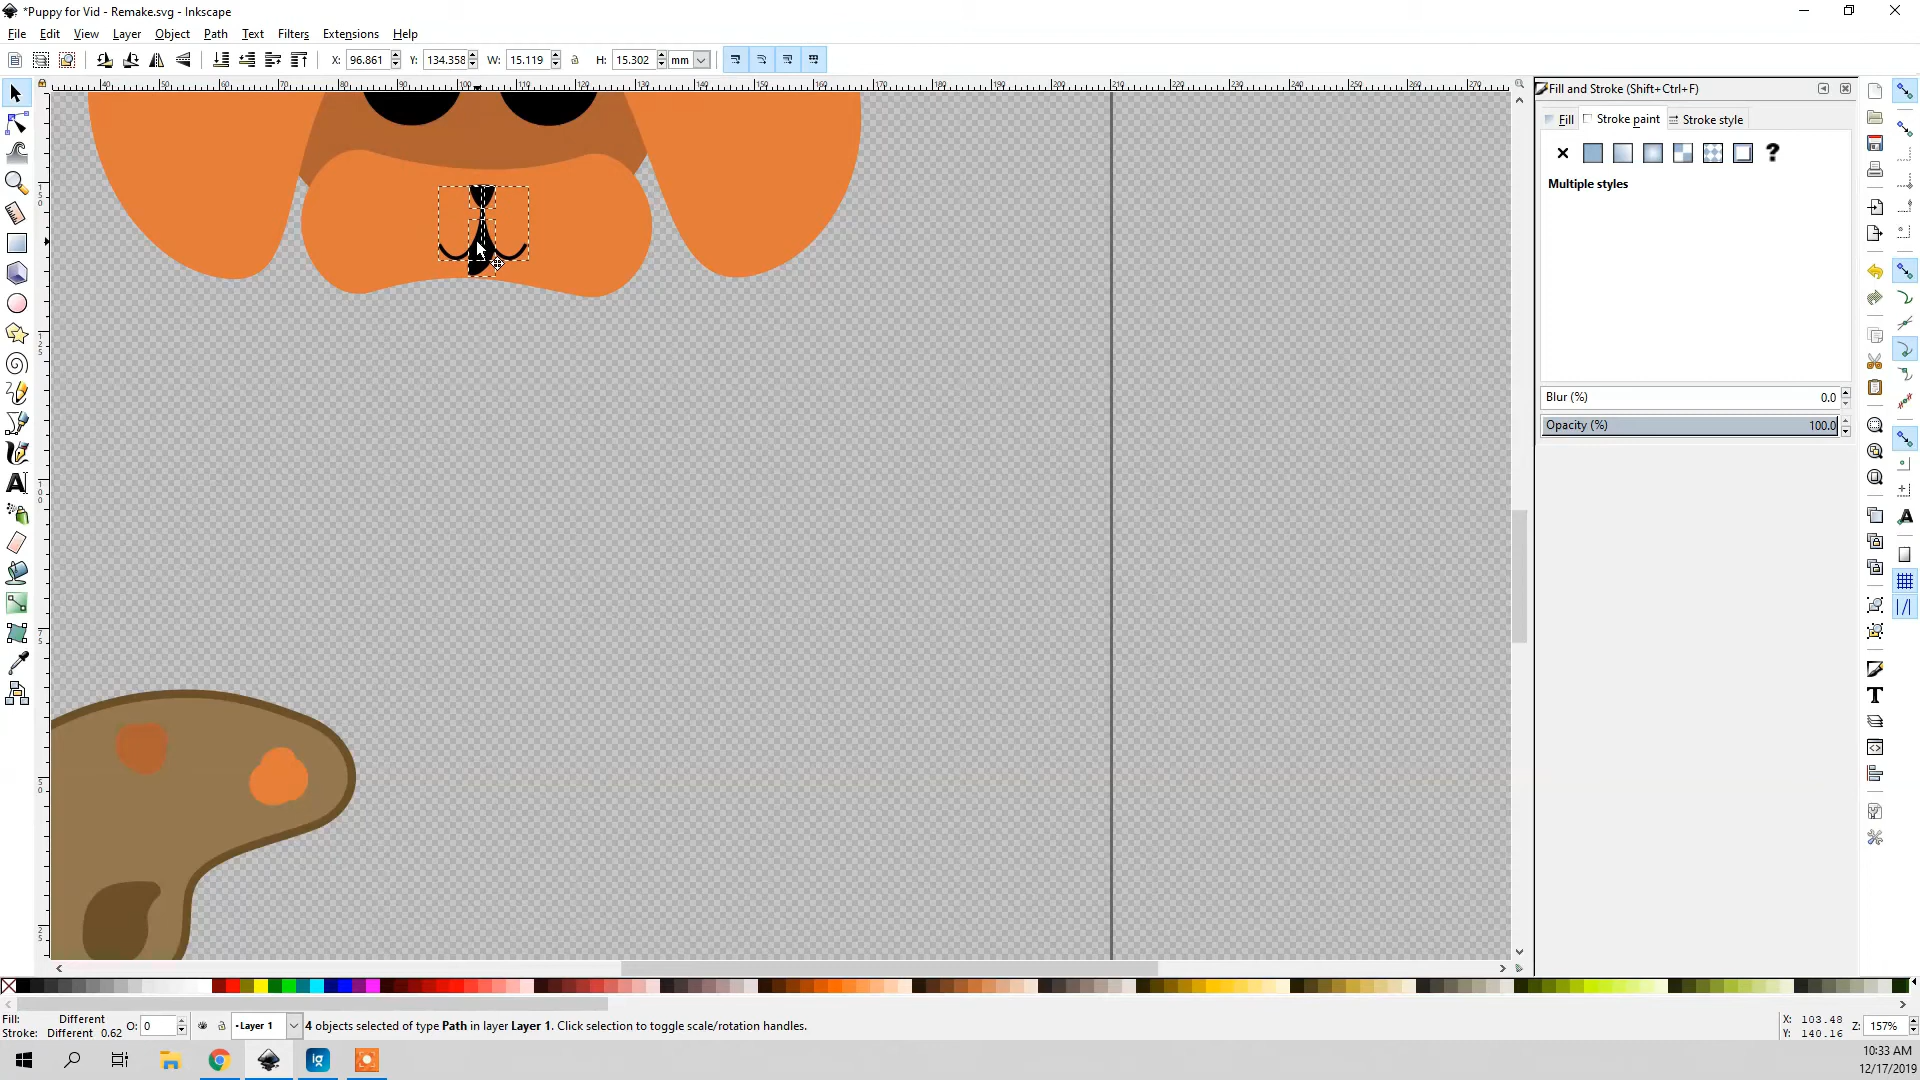 *Puppy for Vid - Remake.svg - Inkscape
File Edit View Layer Object Path Text Filters Extensions Help
X: 96.861 Y: 134.358 W: 15.119 H: 15.302 mm
Fill and Stroke (Shift+Ctrl+F)
Fill Stroke paint Stroke style
Multiple styles
Blur (%) 0.0
Opacity (%) 100.0
Fill: Different
Stroke: Different 0.62 O: 0 •Layer 1 4 objects selected of type Path in layer Layer 1. Click selection to toggle scale/rotation handles.
X: 103.48
Y: 140.16 Z: 157%
10:33 AM
12/17/2019